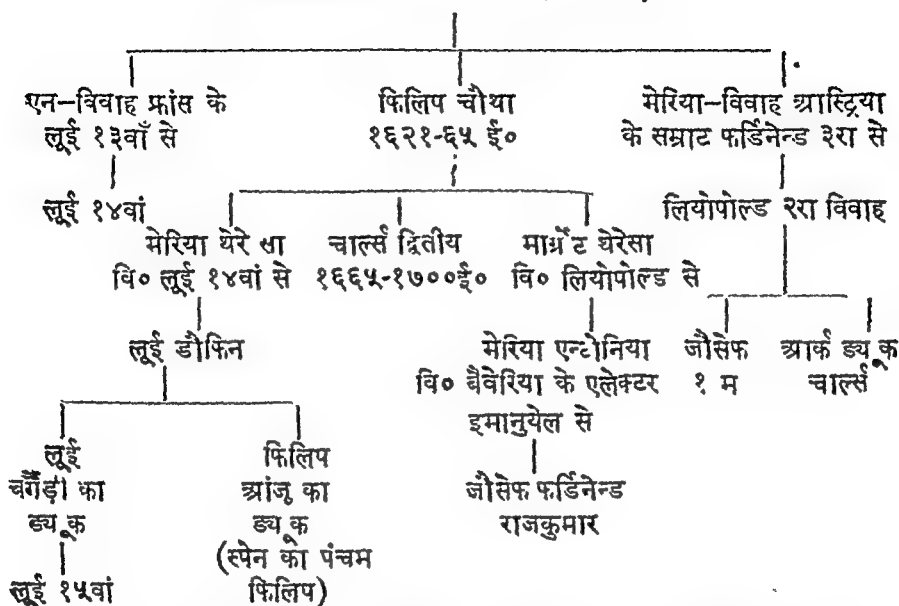 एन-विवाह फ्रांस के
लूई १३वाँ से
फिलिप चौथा
१६२१-६५ ई०
मेरिया-विवाह आस्ट्रिया
के सम्राट फर्डिनेन्ड ३रा से
लूई १४वां
लियोपोल्ड २रा विवाह
मेरिया थेरेसा
वि० लूई १४वां से
चार्ल्स द्वितीय
१६६५-१७००ई०
मार्ग्रेट थेरेसा
वि० लियोपोल्ड से
लूई डौफिन
मेरिया एन्टोनिया
वि० बैवेरिया के एलेक्टर
इमानुयेल से
जौसेफ
१ म
आर्क ड्यूक
चार्ल्स
लूई
बर्गैंडी का
ड्यूक
फिलिप
आंजू का
ड्यूक
(स्पेन का पंचम
फिलिप)
जौसेफ फर्डिनेन्ड
राजकुमार
लूई १५वां